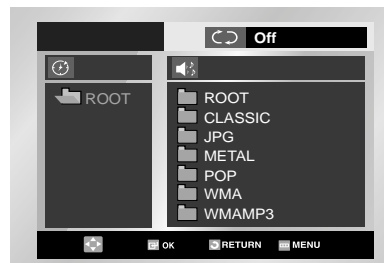 Off
ROOT
ROOT
CLASSIC
JPG
METAL
POP
WMA
WMAMP3
OK RETURN MENU